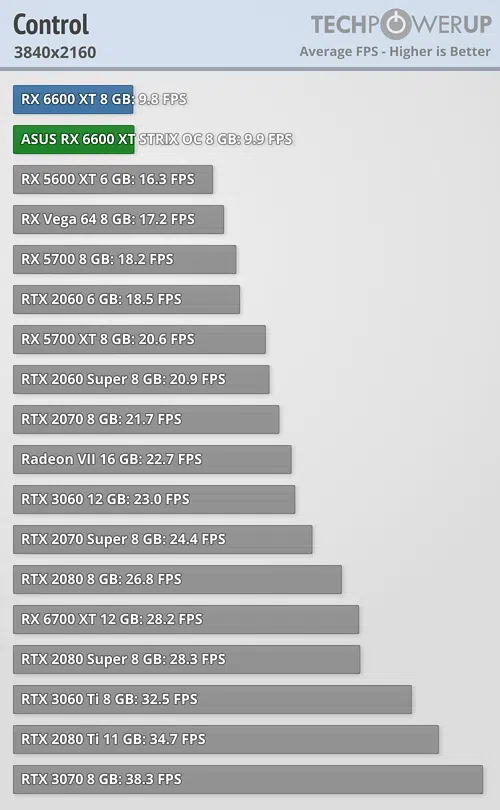 Control
TECHPOWERUP
3840x2160
Average FPS - Higher is Better
RX 6600 XT 8 GB: 9.8 FPS
ASUS RX 6600 XT STRIX OC 8 GB: 9.9 FPS
RX 5600 XT 6 GB: 16.3 FPS
RX Vega 64 8 GB: 17.2 FPS
RX 5700 8 GB: 18.2 FPS
RTX 2060 6 GB: 18.5 FPS
RX 5700 XT 8 GB: 20.6 FPS
RTX 2060 Super 8 GB: 20.9 FPS
RTX 2070 8 GB: 21.7 FPS
Radeon VII 16 GB: 22.7 FPS
RTX 3060 12 GB: 23.0 FPS
RTX 2070 Super 8 GB: 24.4 FPS
RTX 2080 8 GB: 26.8 FPS
RX 6700 XT 12 GB: 28.2 FPS
RTX 2080 Super 8 GB: 28.3 FPS
RTX 3060 Ti 8 GB: 32.5 FPS
RTX 2080 Ti 11 GB: 34.7 FPS
RTX 3070 8 GB: 38.3 FPS